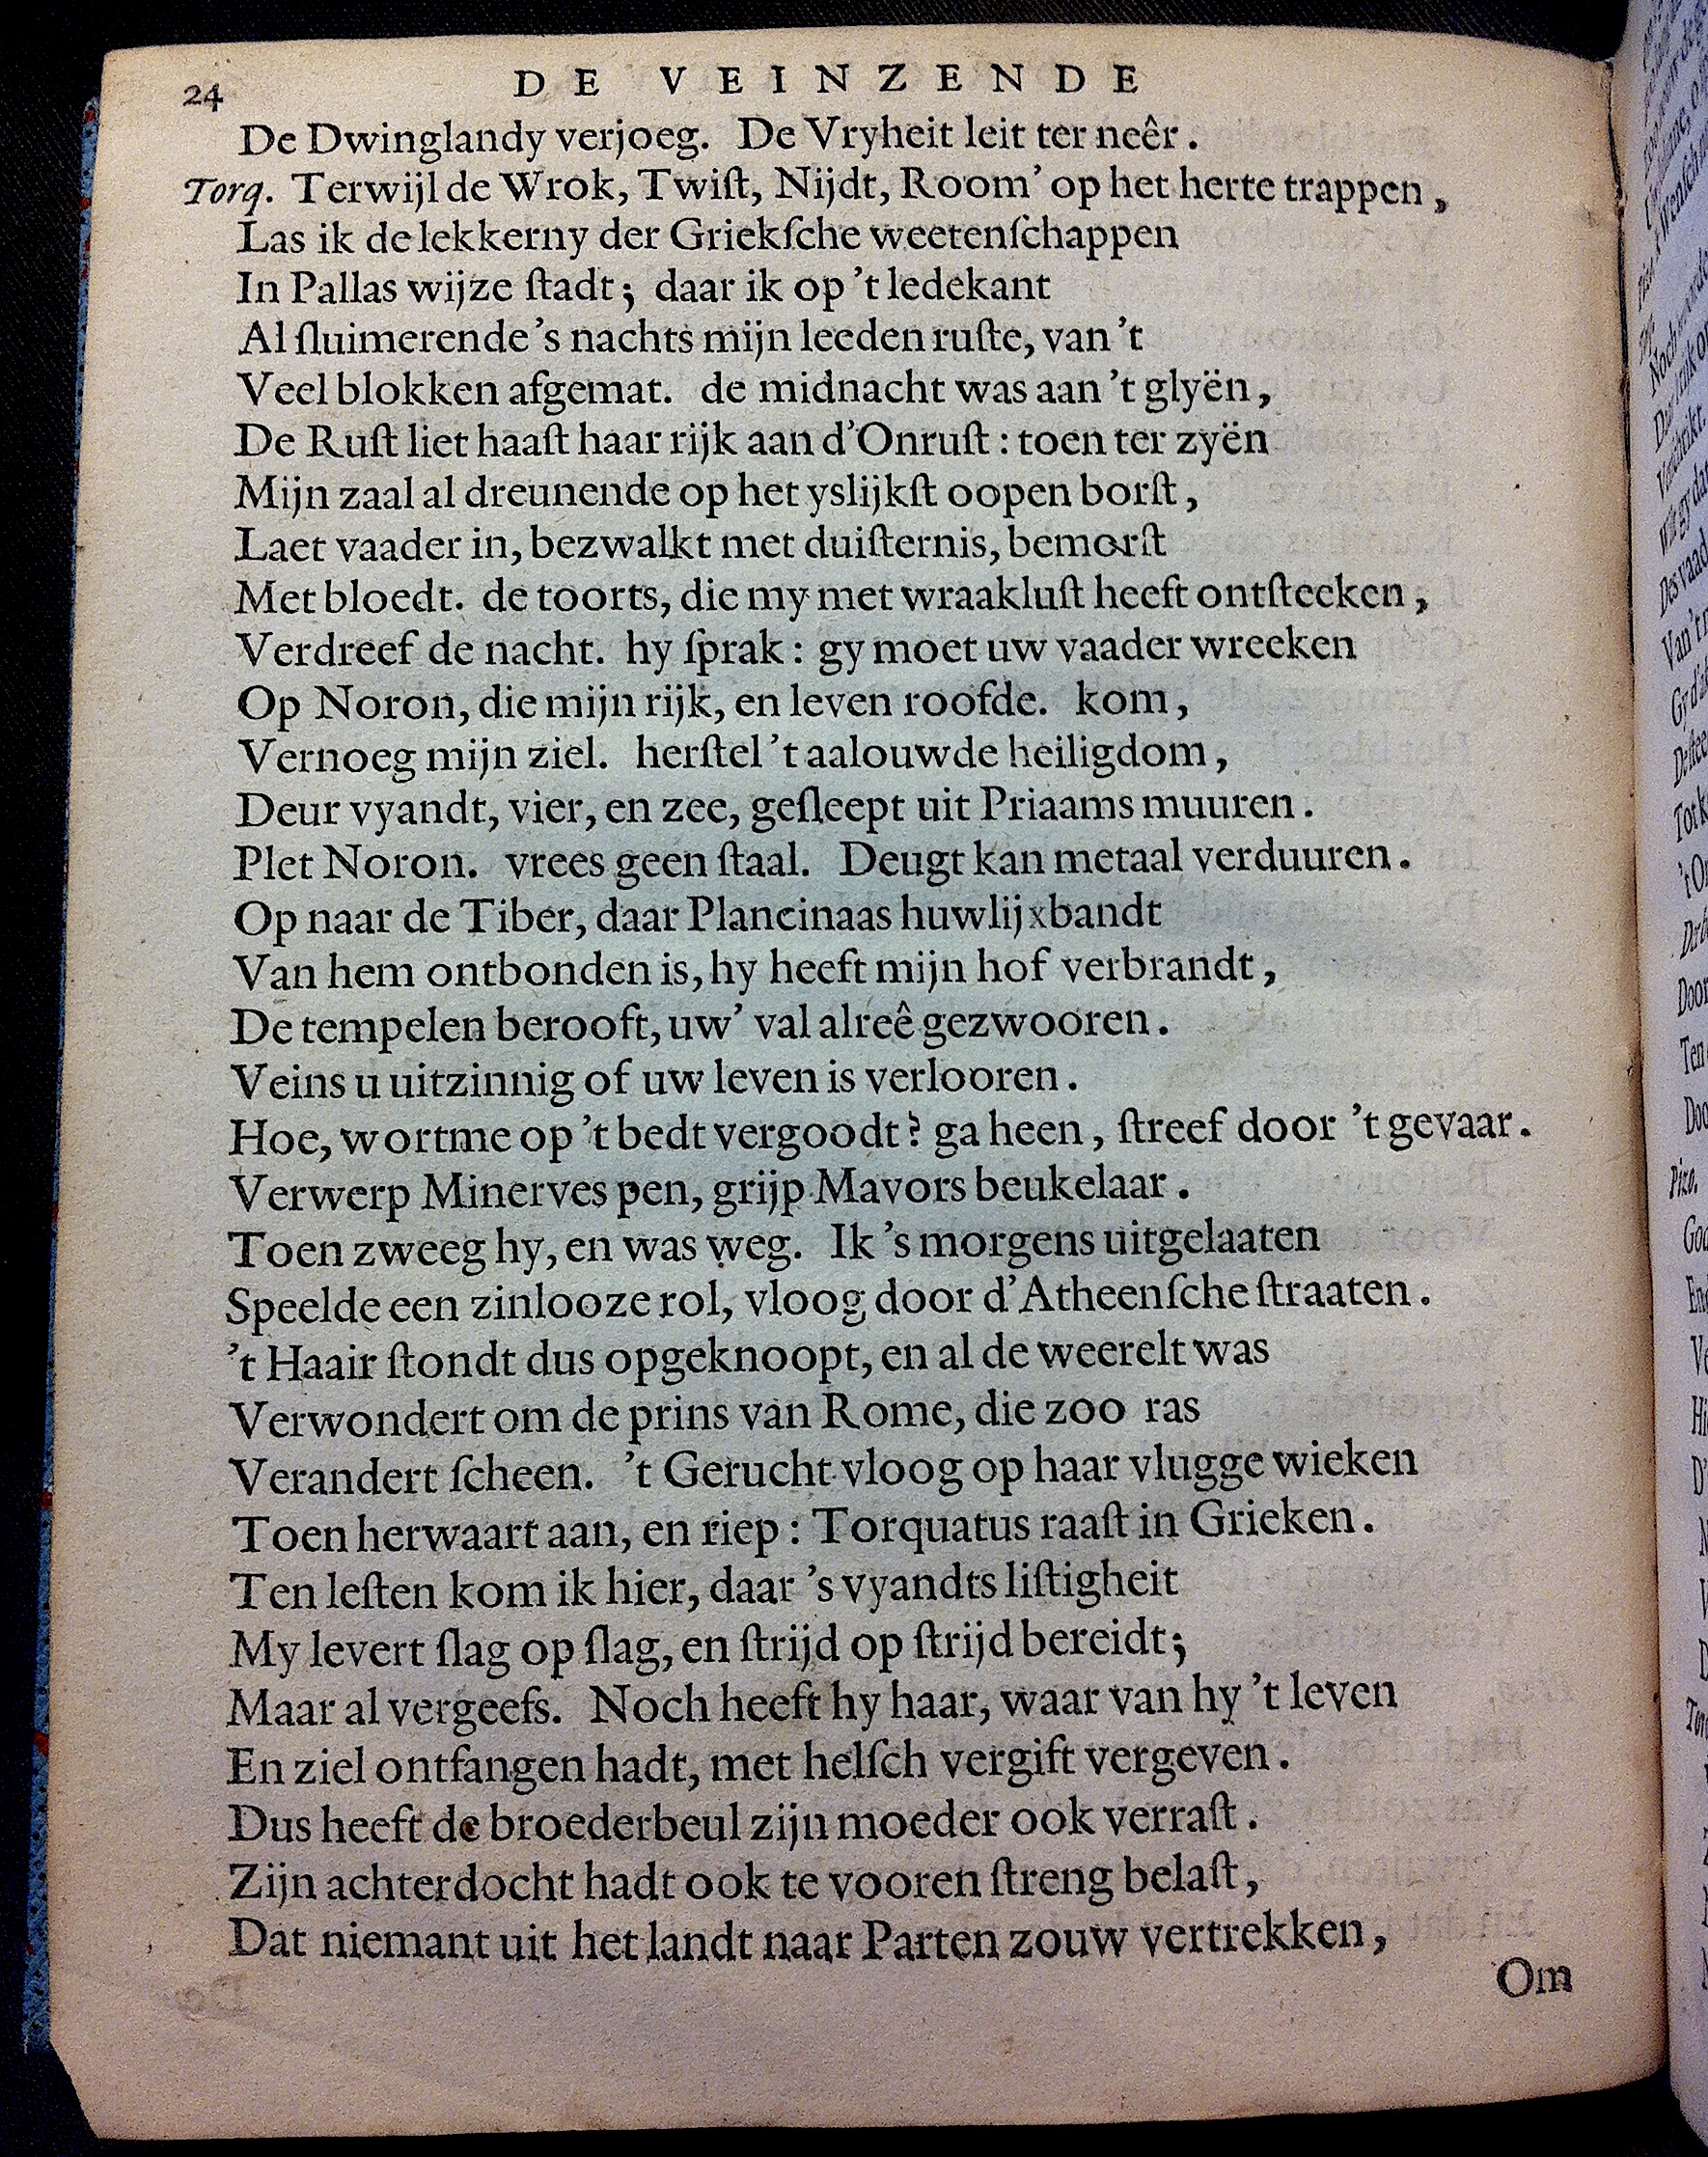 24 DE VEINZENDE
De Dwinglandy verjoeg. De Vryheit leit ter neêr.
Torq. Terwijl de Wrok, Twiſt, Nijdt, Room' op het herte trappen,
Las ik de lekkerny der Griekſche weetenſchappen
In Pallas wijze ſtadt; daar ik op 't ledekant
Al ſluimerende 's nachts mijn leeden ruſte, van 't
Veel blokken afgemat. de midnacht was aan 't glyën,
De Ruſt liet haaſt haar rijk aan d'Onruſt: toen ter zyën
Mijn zaal al dreunende op het yslijkſt oopen borſt,
Laet vaader in, bezwalkt met duiſternis, bemorſt
Met bloedt. de toorts, die my met wraakluſt heeft ontſteeken,
Verdreef de nacht. hy ſprak: gy moet uw vaader wreeken
Op Noron, die mijn rijk, en leven roofde. kom,
Vernoeg mijn ziel. herſtel 't aalouwde heiligdom,
Deur vyandt, vier, en zee, geſleept uit Priaams muuren.
Plet Noron. vrees geen ſtaal. Deugt kan metaal verduuren.
Op naar de Tiber, daar Plancinaas huwlijxbandt
Van hem ontbonden is, hy heeft mijn hof verbrandt,
De tempelen berooft, uw' val alreê gezwooren.
Veins u uitzinnig of uw leven is verlooren.
Hoe, wortme op 't bedt vergoodt? ga heen, ſtreef door 't gevaar.
Verwerp Minerves pen, grijp Mavors beukelaar.
Toen zweeg hy, en was weg. Ik 's morgens uitgelaaten
Speelde een zinlooze rol, vloog door d'Atheenſche ſtraaten.
't Haair ſtondt dus opgeknoopt, en al de weerelt was
Verwondert om de prins van Rome, die zoo ras
Verandert ſcheen. 't Gerucht vloog op haar vlugge wieken
Toen herwaart aan, en riep: Torquatus raaſt in Grieken.
Ten leſten kom ik hier, daar 's vyandts liſtigheit
My levert ſlag op ſlag, en ſtrijd op ſtrijd bereidt;
Maar al vergeefs. Noch heeft hy haar, waar van hy 't leven
En ziel ontfangen hadt, met helſch vergift vergeven.
Dus heeft de broederbeul zijn moeder ook verraſt.
Zijn achterdocht hadt ook te vooren ſtreng belaſt,
Dat niemant uit het landt naar Parten zouw vertrekken,
Om